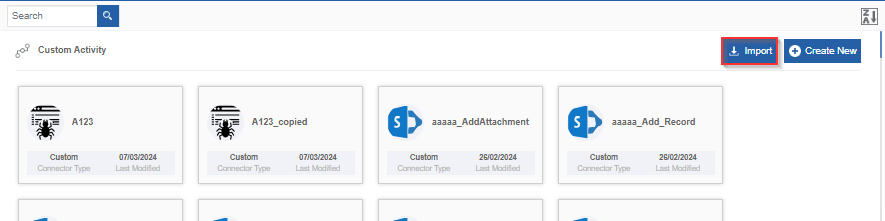 Search
Z
A
Custom Activity
Import
Create New
A123
A123_copied
aaaaa_AddAttachment
aaaaa_Add_Record
Custom 07/03/2024 Custom 07/03/2024 Custom 26/02/2024 Custom 26/02/2024
Connector Type Last Modified Connector Type Last Modified Connector Type Last Modified Connector Type Last Modified
S
S